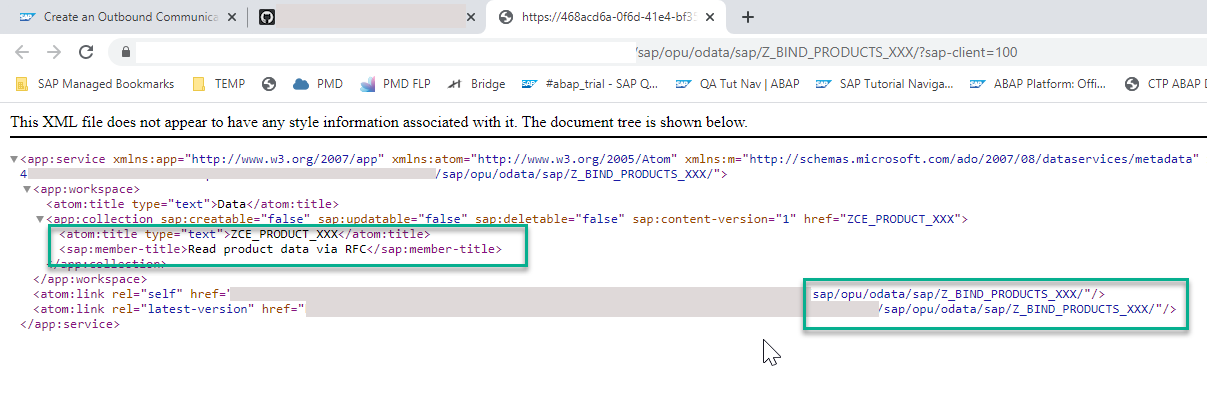 Create an Outbound Communica
https://468acd6a-0f6d-41e4-bf35
/sap/opu/odata/sap/Z_BIND_PRODUCTS_XXX/?sap-client=100
SAP Managed Bookmarks TEMP PMD PMD FLP Bridge #abap_trial - SAP Q... QA Tut Nav | ABAP SAP Tutorial Naviga... ABAP Platform: Offi... CTP ABAP
This XML file does not appear to have any style information associated with it. The document tree is shown below.
<app:service xmlns:app="http://www.w3.org/2007/app" xmlns:atom="http://www.w3.org/2005/Atom" xmlns:m="http://schemas.microsoft.com/ado/2007/08/dataservices/metadata"
4 /sap/opu/odata/sap/Z_BIND_PRODUCTS_XXX/">
<app:workspace>
<atom:title type="text">Data</atom:title>
<app:collection sap:creatable="false" sap:updatable="false" sap:deletable="false" sap:content-version="1" href="ZCE_PRODUCT_XXX">
<atom:title type="text">ZCE_PRODUCT_XXX</atom:title>
<sap:member-title>Read product data via RFC</sap:member-title>
</app:collection>
</app:workspace>
<atom:link rel="self" href=" sap/opu/odata/sap/Z_BIND_PRODUCTS_XXX/"/>
<atom:link rel="latest-version" href=" /sap/opu/odata/sap/Z_BIND_PRODUCTS_XXX/"/>
</app:service>